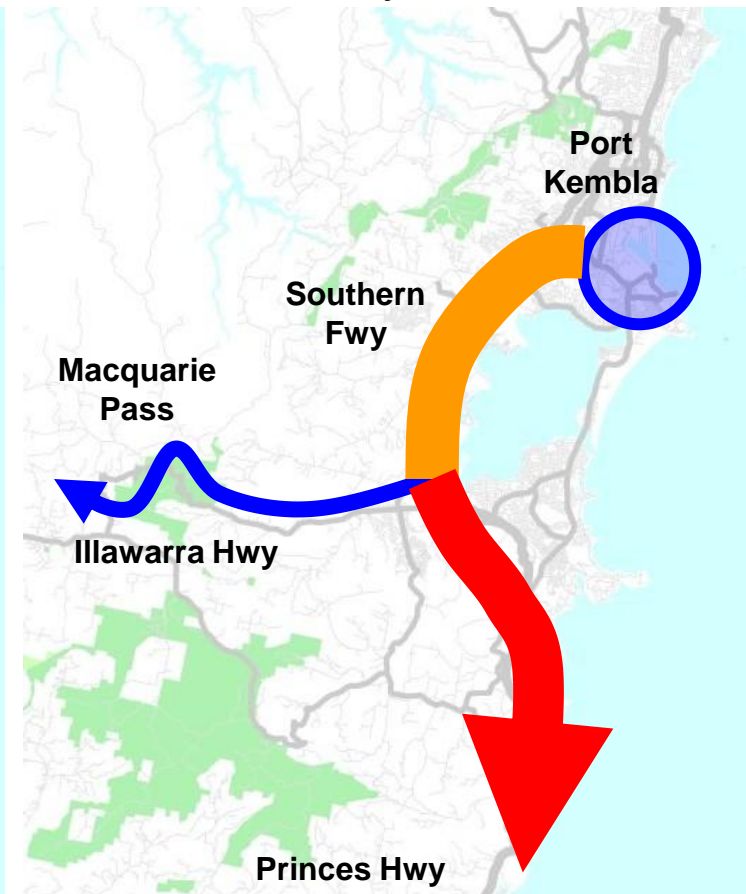 Port
Kembla
Southern
Fwy
Macquarie
Pass
Illawarra Hwy
Princes Hwy